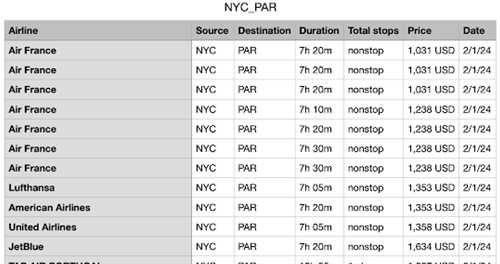 NYC_PAR
Airline Source Destination Duration Total stops Price Date
Air France NYC PAR 7h 20m nonstop 1,031 USD 2/1/24
Air France NYC PAR 7h 20m nonstop 1,031 USD 2/1/24
Air France NYC PAR 7h 20m nonstop 1,031 USD 2/1/24
Air France NYC PAR 7h 10m nonstop 1,238 USD 2/1/24
Air France NYC PAR 7h 20m nonstop 1,238 USD 2/1/24
Air France NYC PAR 7h 30m nonstop 1,238 USD 2/1/24
Air France NYC PAR 7h 30m nonstop 1,238 USD 2/1/24
Lufthansa NYC PAR 7h 05m nonstop 1,353 USD 2/1/24
American Airlines NYC PAR 7h 20m nonstop 1,353 USD 2/1/24
United Airlines NYC PAR 7h 05m nonstop 1,358 USD 2/1/24
JetBlue NYC PAR 7h 20m nonstop 1,634 USD 2/1/24